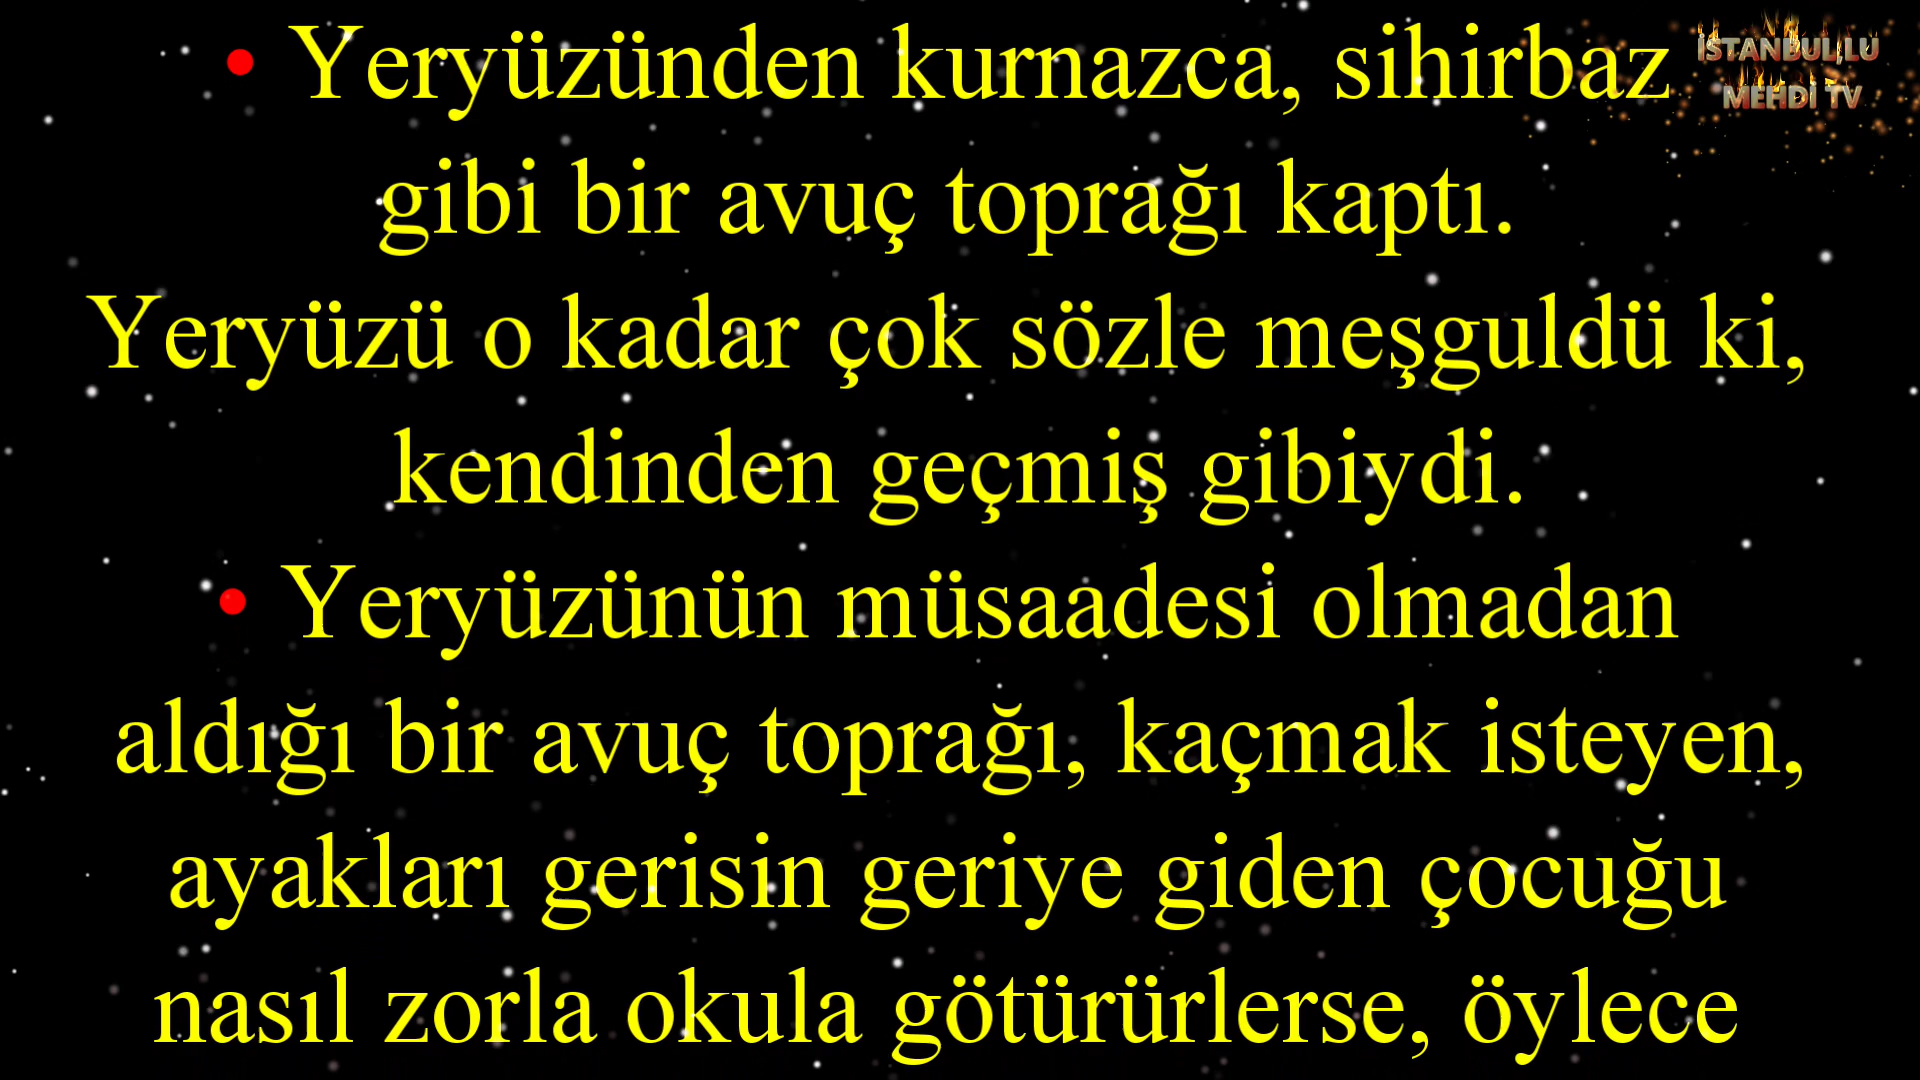 • Yeryüzünden kurnazca, sihirbaz
gibi bir avuç toprağı kaptı.
Yeryüzü o kadar çok sözle meşguldü ki,
kendinden geçmiş gibiydi.
• Yeryüzünün müsaadesi olmadan
aldığı bir avuç toprağı, kaçmak isteyen,
ayakları gerisin geriye giden çocuğu
nasıl zorla okula götürürlerse, öylece
İSTANBUL,LU
MEHDİ TV